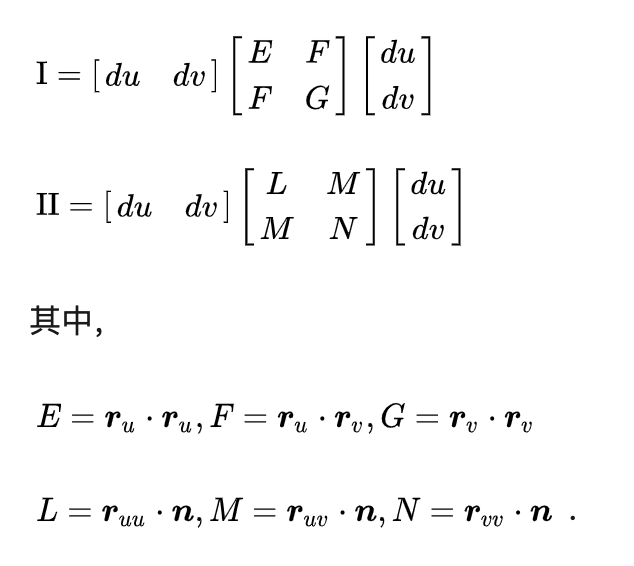 I = [du dv] [E F; F G] [du; dv]
II = [du dv] [L M; M N] [du; dv]
其中，
E = r_u · r_u, F = r_u · r_v, G = r_v · r_v
L = r_uu · n, M = r_uv · n, N = r_vv · n .